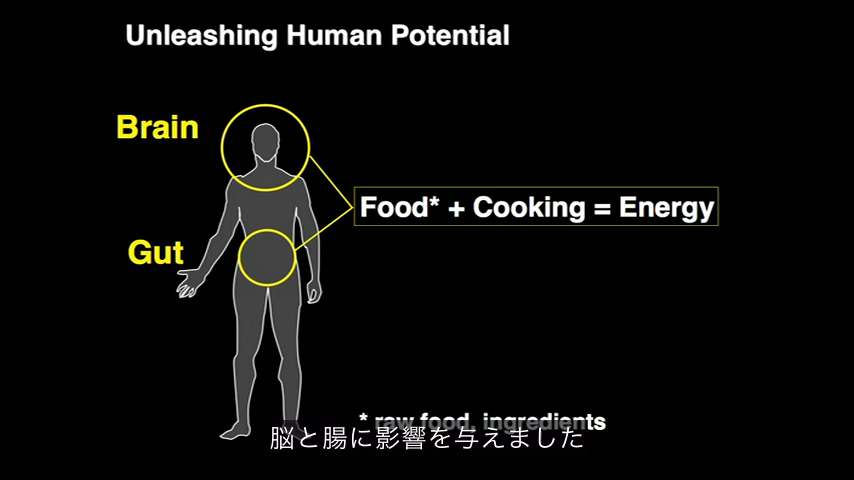 Unleashing Human Potential
Brain
Food* + Cooking = Energy
Gut
* raw food, ingredients
脳と腸に影響を与えました